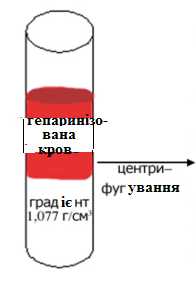 гепаринізо-
вана
кров
центри–
фугування
градієнт
1,077 г/см³